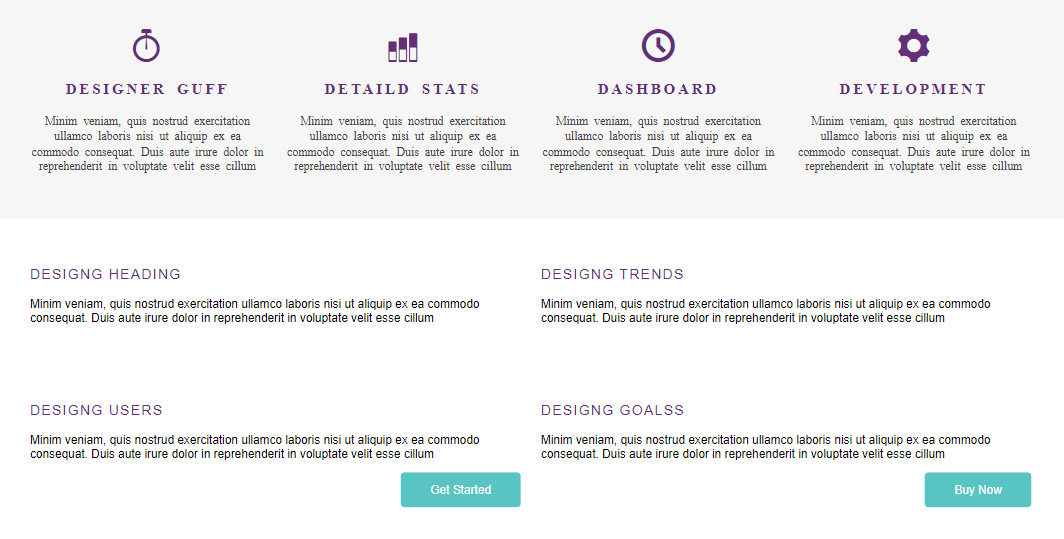 DESIGNER GUFF
Minim veniam, quis nostrud exercitation
ullamco laboris nisi ut aliquip ex ea
commodo consequat. Duis aute irure dolor in
reprehenderit in voluptate velit esse cillum
DETAILD STATS
Minim veniam, quis nostrud exercitation
ullamco laboris nisi ut aliquip ex ea
commodo consequat. Duis aute irure dolor in
reprehenderit in voluptate velit esse cillum
DASHBOARD
Minim veniam, quis nostrud exercitation
ullamco laboris nisi ut aliquip ex ea
commodo consequat. Duis aute irure dolor in
reprehenderit in voluptate velit esse cillum
DEVELOPMENT
Minim veniam, quis nostrud exercitation
ullamco laboris nisi ut aliquip ex ea
commodo consequat. Duis aute irure dolor in
reprehenderit in voluptate velit esse cillum
DESIGNG HEADING
Minim veniam, quis nostrud exercitation ullamco laboris nisi ut aliquip ex ea commodo
consequat. Duis aute irure dolor in reprehenderit in voluptate velit esse cillum
DESIGNG TRENDS
Minim veniam, quis nostrud exercitation ullamco laboris nisi ut aliquip ex ea commodo
consequat. Duis aute irure dolor in reprehenderit in voluptate velit esse cillum
DESIGNG USERS
Minim veniam, quis nostrud exercitation ullamco laboris nisi ut aliquip ex ea commodo
consequat. Duis aute irure dolor in reprehenderit in voluptate velit esse cillum
Get Started
DESIGNG GOALSS
Minim veniam, quis nostrud exercitation ullamco laboris nisi ut aliquip ex ea commodo
consequat. Duis aute irure dolor in reprehenderit in voluptate velit esse cillum
Buy Now